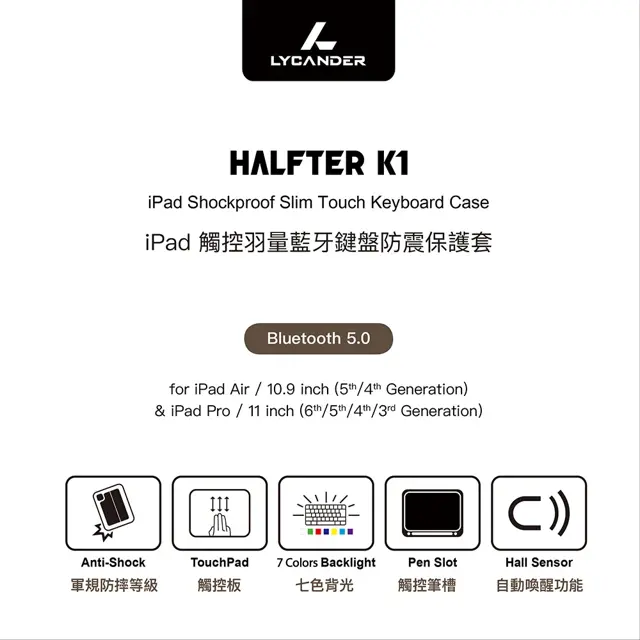 LYCANDER
HALFTER K1
iPad Shockproof Slim Touch Keyboard Case
iPad 觸控羽量藍牙鍵盤防震保護套
Bluetooth 5.0
for iPad Air / 10.9 inch (5th/4th Generation)
& iPad Pro / 11 inch (6th/5th/4th/3rd Generation)
Anti-Shock
軍規防摔等級
TouchPad
觸控板
7 Colors Backlight
七色背光
Pen Slot
觸控筆槽
Hall Sensor
自動喚醒功能